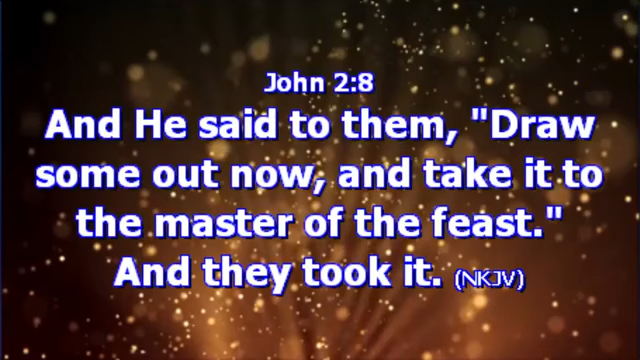 John 2:8
And He said to them, "Draw
some out now, and take it to
the master of the feast."
And they took it. (NKJV)